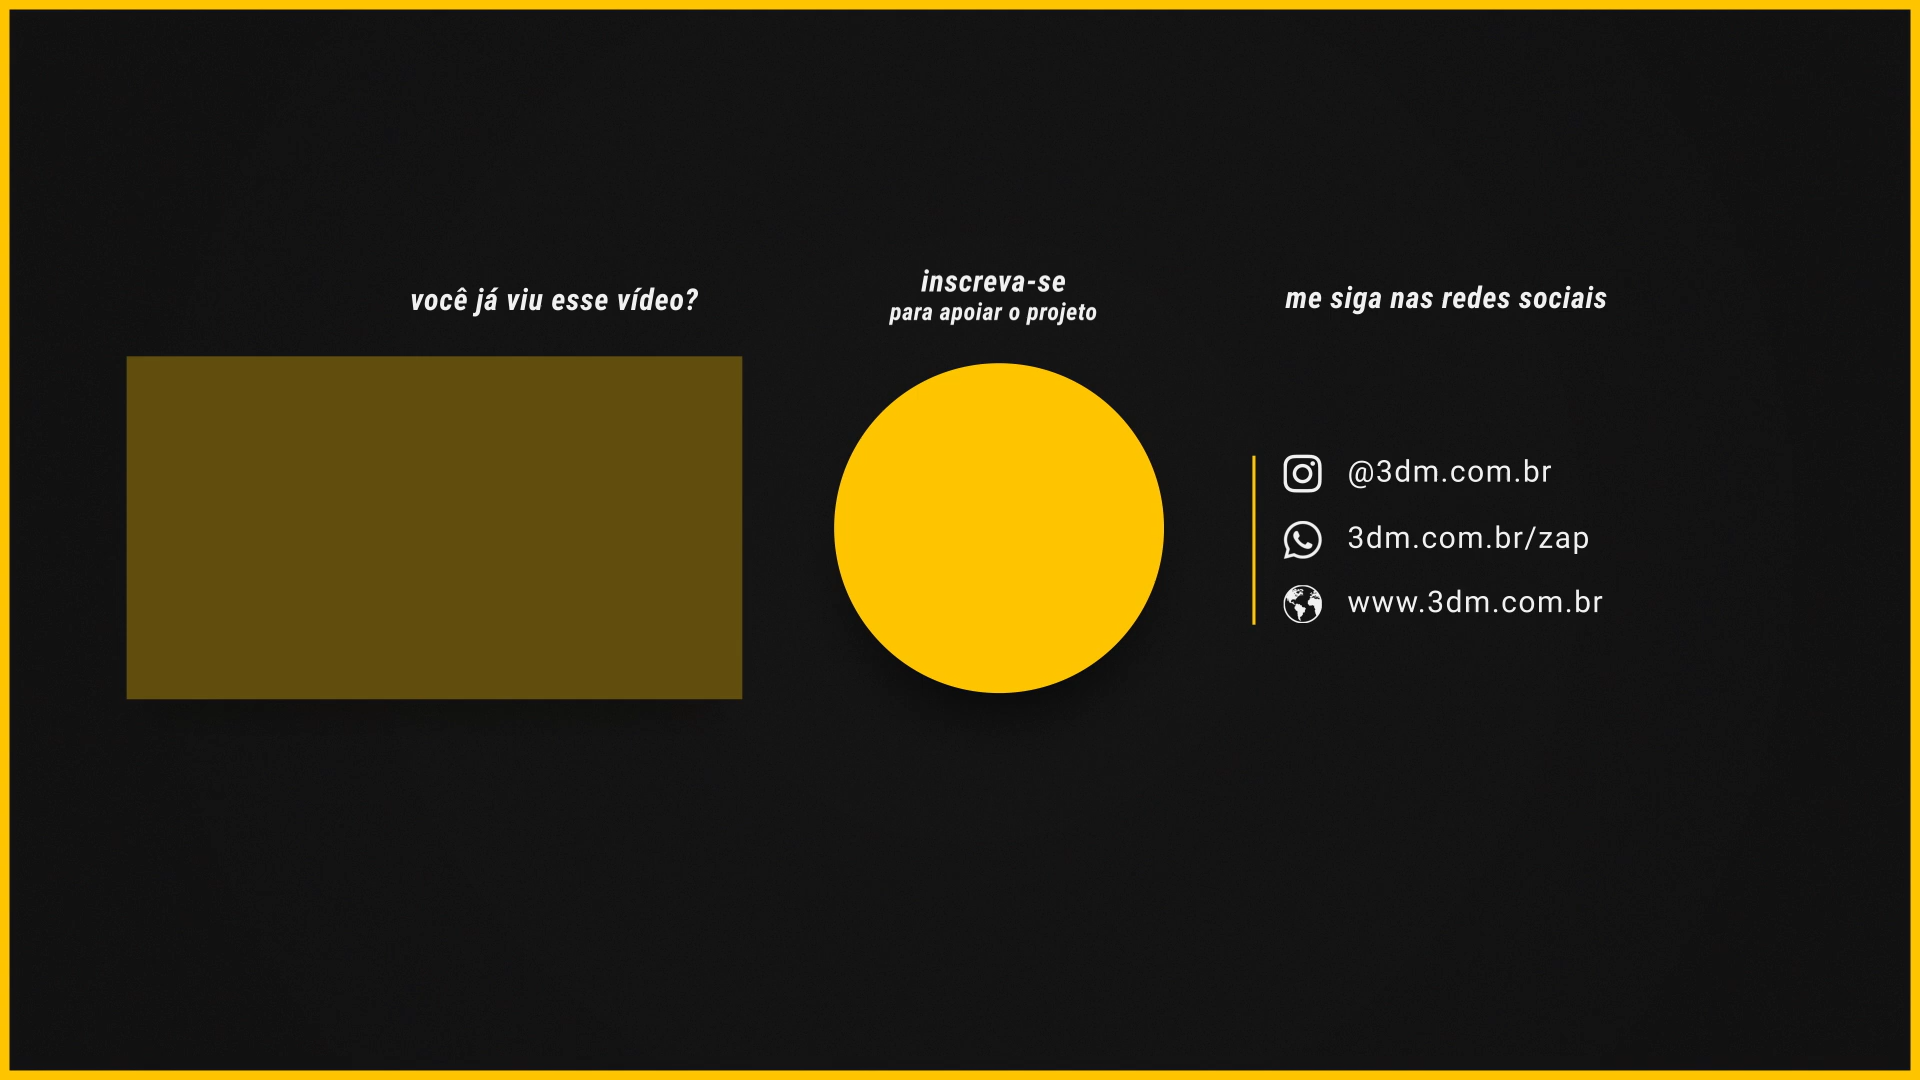 você já viu esse vídeo?
inscreva-se
para apoiar o projeto
me siga nas redes sociais
@3dm.com.br
3dm.com.br/zap
www.3dm.com.br